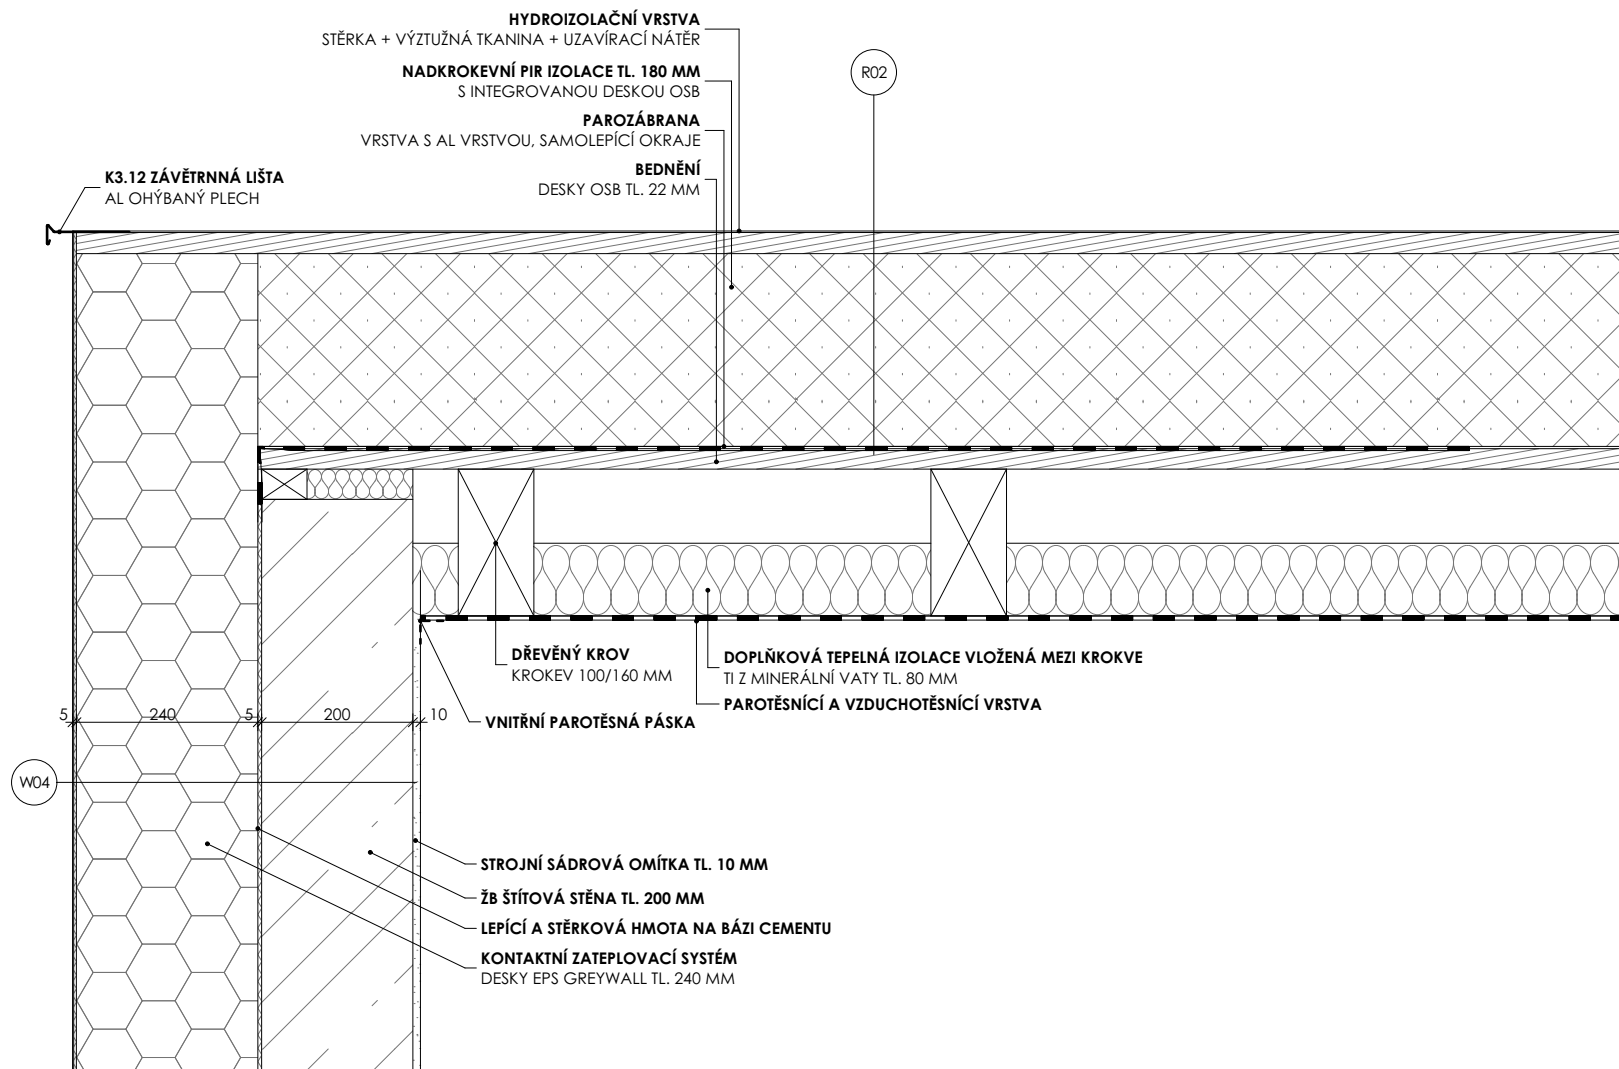 HYDROIZOLAČNÍ VRSTVA
STĚRKA + VÝZTUŽNÁ TKANINA + UZAVÍRACÍ NÁTĚR
NADKROKEVNÍ PIR IZOLACE TL. 180 MM
S INTEGROVANOU DESKOU OSB
R02
PAROZÁBRANA
VRSTVA S AL VRSTVOU, SAMOLEPÍCÍ OKRAJE
BEDNĚNÍ
DESKY OSB TL. 22 MM
K3.12 ZÁVĚTRNNÁ LIŠTA
AL OHÝBANÝ PLECH
DŘEVĚNÝ KROV
KROKEV 100/160 MM
DOPLŇKOVÁ TEPELNÁ IZOLACE VLOŽENÁ MEZI KROKVE
TI Z MINERÁLNÍ VATY TL. 80 MM
PAROTĚSNÍCÍ A VZDUCHOTĚSNÍCÍ VRSTVA
5 240 5 200 10
VNITŘNÍ PAROTĚSNÁ PÁSKA
W04
STROJNÍ SÁDROVÁ OMÍTKA TL. 10 MM
ŽB ŠTÍTOVÁ STĚNA TL. 200 MM
LEPÍCÍ A STĚRKOVÁ HMOTA NA BÁZI CEMENTU
KONTAKTNÍ ZATEPLOVACÍ SYSTÉM
DESKY EPS GREYWALL TL. 240 MM